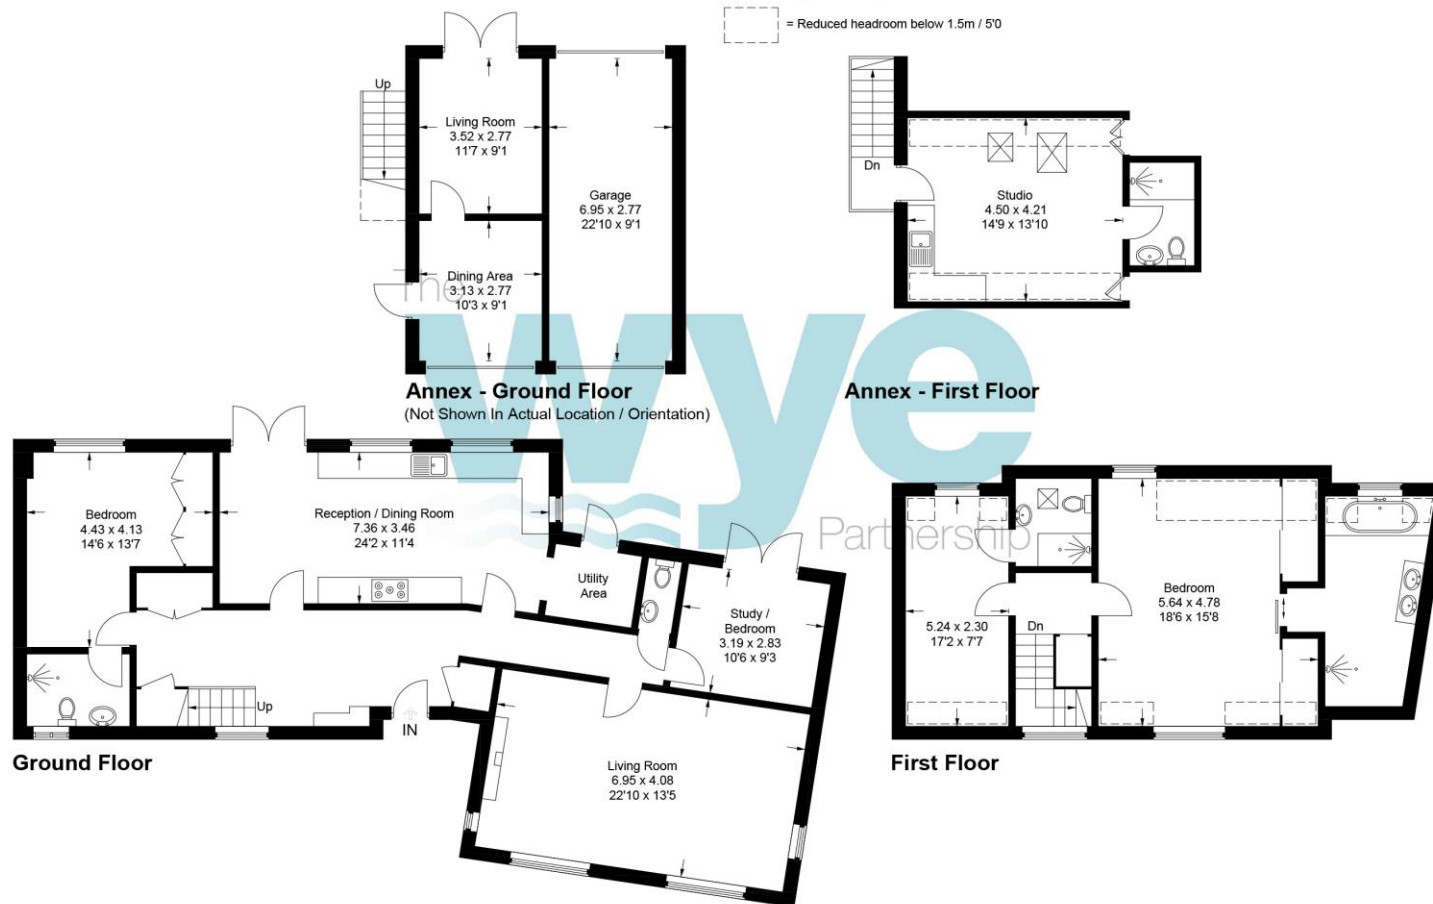 = Reduced headroom below 1.5m / 5'0
Up
Living Room
3.52 x 2.77
11'7 x 9'1
Garage
6.95 x 2.77
22'10 x 9'1
Dining Area
3.13 x 2.77
10'3 x 9'1
Dn
Studio
4.50 x 4.21
14'9 x 13'10
The
wye
Partnership
Annex - Ground Floor
(Not Shown In Actual Location / Orientation)
Annex - First Floor
Bedroom
4.43 x 4.13
14'6 x 13'7
Reception / Dining Room
7.36 x 3.46
24'2 x 11'4
Utility
Area
Study /
Bedroom
3.19 x 2.83
10'6 x 9'3
Up
IN
Living Room
6.95 x 4.08
22'10 x 13'5
Ground Floor
5.24 x 2.30
17'2 x 7'7
Dn
Bedroom
5.64 x 4.78
18'6 x 15'8
First Floor